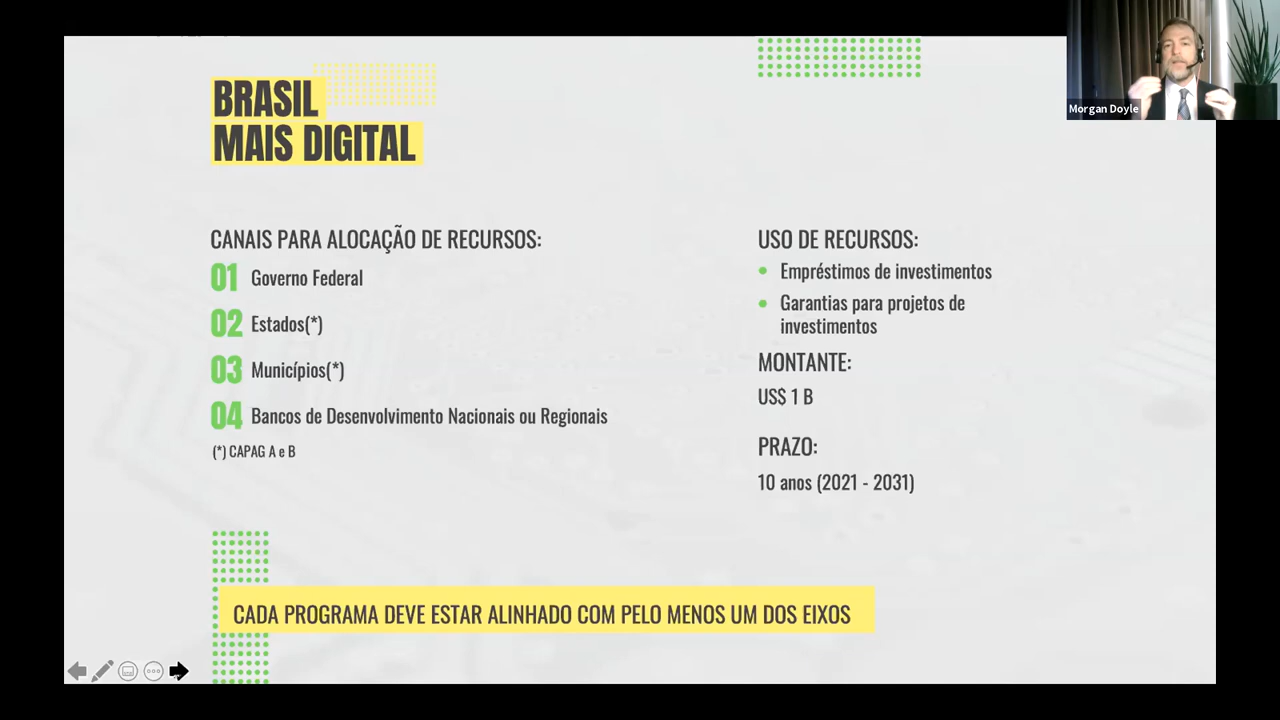 BRASIL
MAIS DIGITAL
CANAIS PARA ALOCAÇÃO DE RECURSOS:
01 Governo Federal
02 Estados(*)
03 Municípios(*)
04 Bancos de Desenvolvimento Nacionais ou Regionais
(*) CAPAG A e B
USO DE RECURSOS:
Empréstimos de investimentos
Garantias para projetos de
investimentos
MONTANTE:
US$ 1 B
PRAZO:
10 anos (2021 - 2031)
CADA PROGRAMA DEVE ESTAR ALINHADO COM PELO MENOS UM DOS EIXOS
Morgan Doyle